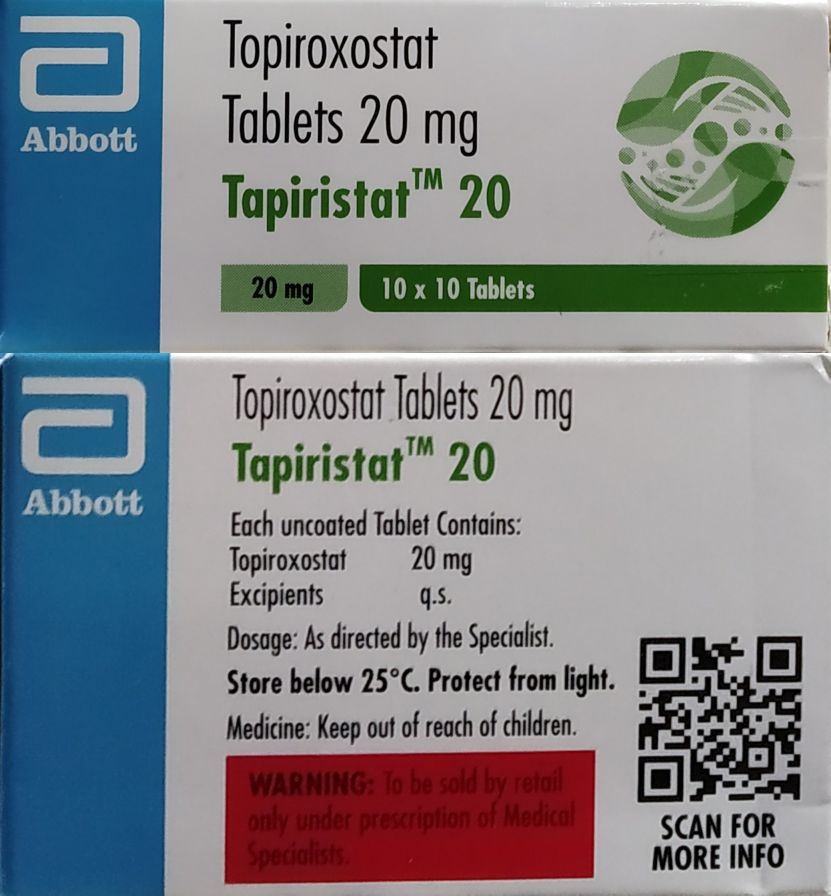 Abbott
Topiroxostat
Tablets 20 mg
Tapiristat™ 20
20 mg
10 x 10 Tablets
Abbott
Topiroxostat Tablets 20 mg
Tapiristat™ 20
Each uncoated Tablet Contains:
Topiroxostat 20 mg
Excipients q.s.
Dosage: As directed by the Specialist.
Store below 25°C. Protect from light.
Medicine: Keep out of reach of children.
WARNING: To be sold by retail
only under prescription of Medical
Specialists.
SCAN FOR
MORE INFO